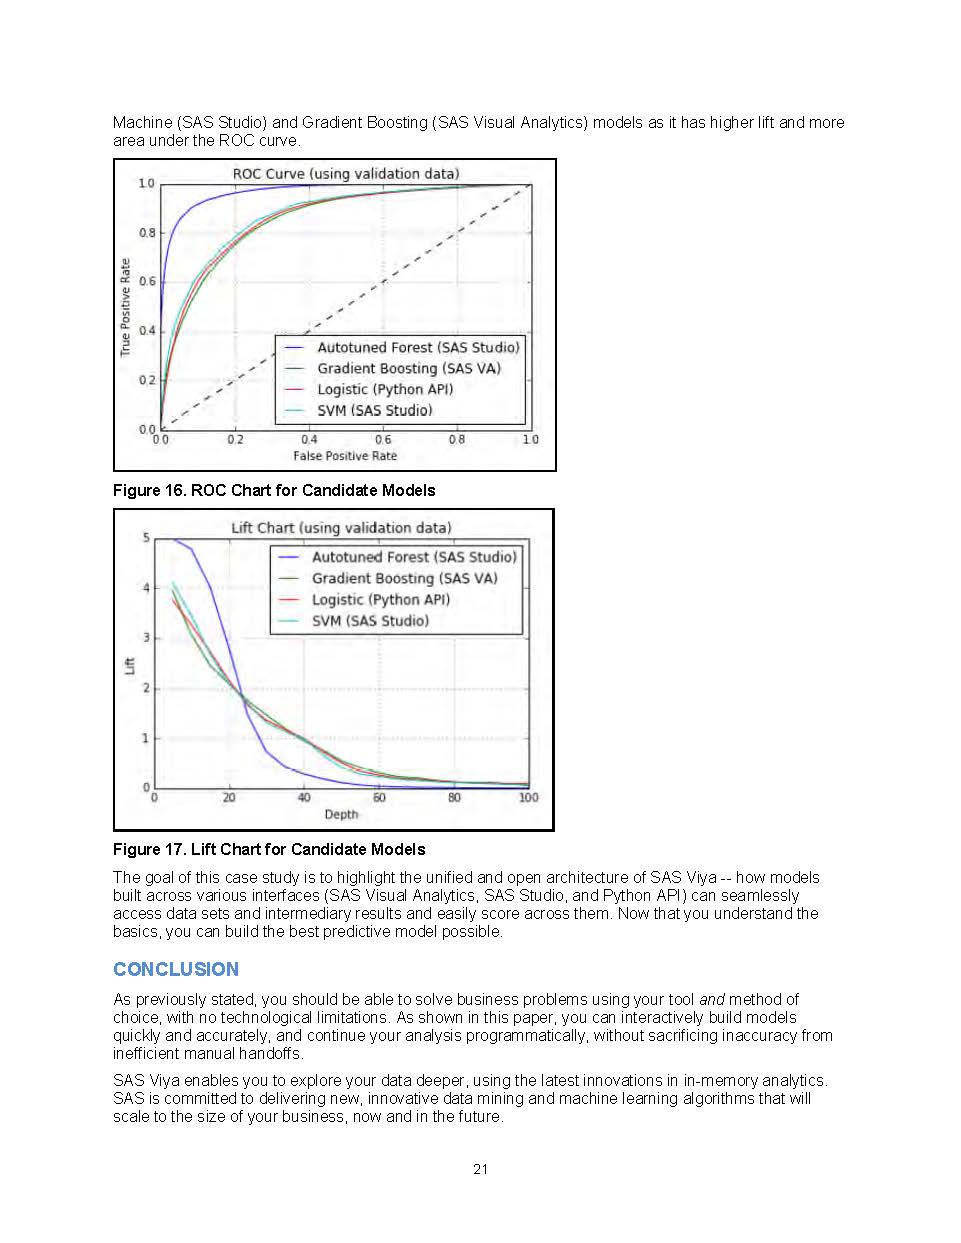 Machine (SAS Studio) and Gradient Boosting (SAS Visual Analytics) models as it has higher lift and more
area under the ROC curve.
ROC Curve (using validation data)
1.0
0.8
0.6
0.4
0.2
0.0
True Positive Rate
Autotuned Forest (SAS Studio)
Gradient Boosting (SAS VA)
Logistic (Python API)
SVM (SAS Studio)
0.0 0.2 0.4 0.6 0.8 1.0
False Positive Rate
Figure 16. ROC Chart for Candidate Models
Lift Chart (using validation data)
5
4
3
2
1
0
Lift
Autotuned Forest (SAS Studio)
Gradient Boosting (SAS VA)
Logistic (Python API)
SVM (SAS Studio)
0 20 40 60 80 100
Depth
Figure 17. Lift Chart for Candidate Models
The goal of this case study is to highlight the unified and open architecture of SAS Viya -- how models
built across various interfaces (SAS Visual Analytics, SAS Studio, and Python API) can seamlessly
access data sets and intermediary results and easily score across them. Now that you understand the
basics, you can build the best predictive model possible.
CONCLUSION
As previously stated, you should be able to solve business problems using your tool and method of
choice, with no technological limitations. As shown in this paper, you can interactively build models
quickly and accurately, and continue your analysis programmatically, without sacrificing inaccuracy from
inefficient manual handoffs.
SAS Viya enables you to explore your data deeper, using the latest innovations in in-memory analytics.
SAS is committed to delivering new, innovative data mining and machine learning algorithms that will
scale to the size of your business, now and in the future.
21